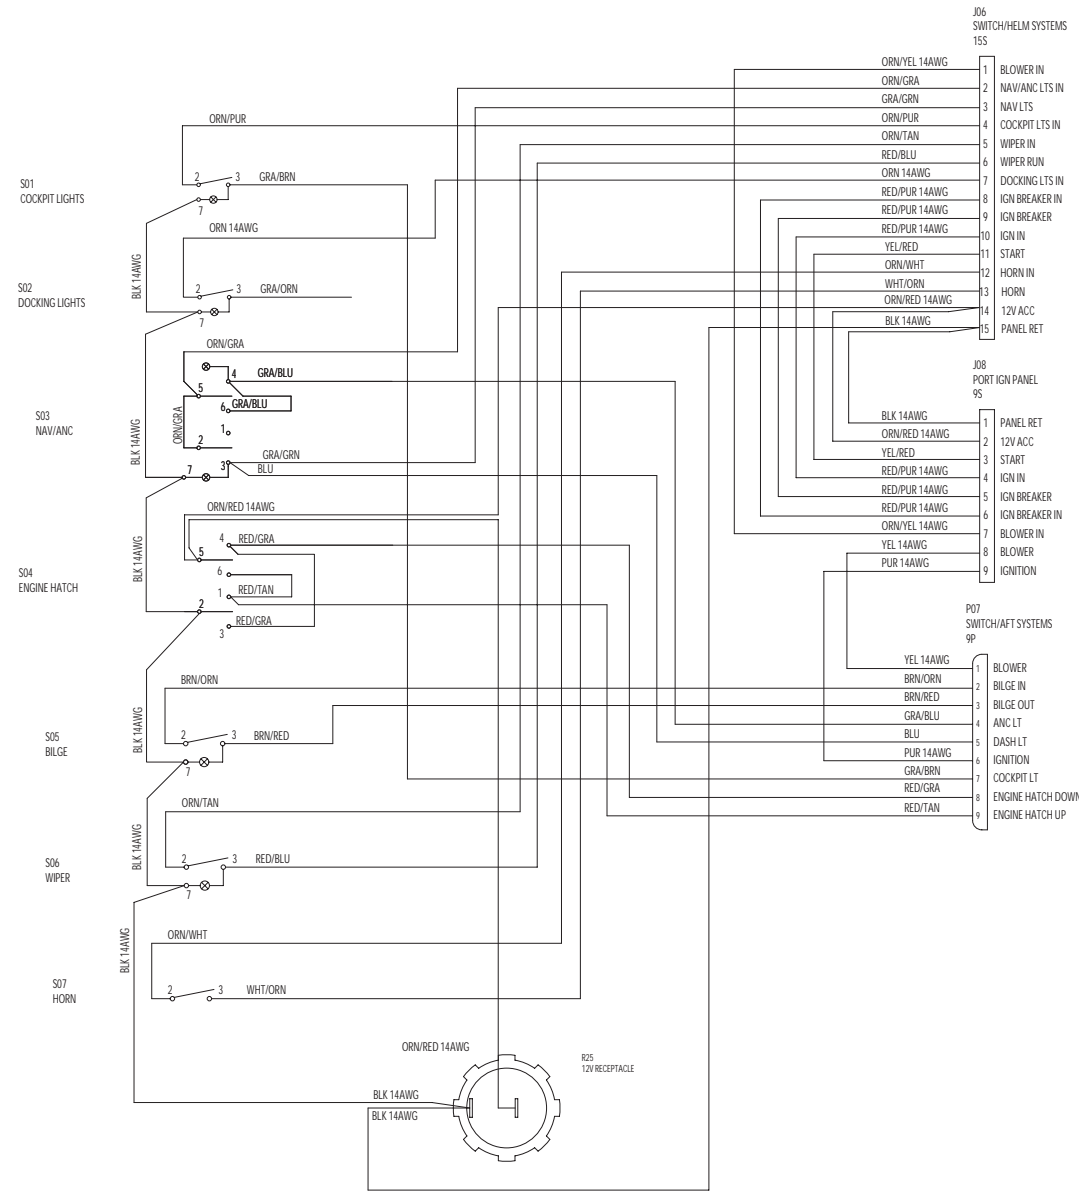 J06
SWITCH/HELM SYSTEMS
15S
ORN/YEL 14AWG 1 BLOWER IN
ORN/GRA 2 NAV/ANC LTS IN
GRA/GRN 3 NAV LTS
ORN/PUR 4 COCKPIT LTS IN
ORN/TAN 5 WIPER IN
RED/BLU 6 WIPER RUN
ORN 14AWG 7 DOCKING LTS IN
RED/PUR 14AWG 8 IGN BREAKER IN
RED/PUR 14AWG 9 IGN BREAKER
RED/PUR 14AWG 10 IGN IN
YEL/RED 11 START
ORN/WHT 12 HORN IN
WHT/ORN 13 HORN
ORN/RED 14AWG 14 12V ACC
BLK 14AWG 15 PANEL RET
J08
PORT IGN PANEL
9S
BLK 14AWG 1 PANEL RET
ORN/RED 14AWG 2 12V ACC
YEL/RED 3 START
RED/PUR 14AWG 4 IGN IN
RED/PUR 14AWG 5 IGN BREAKER
RED/PUR 14AWG 6 IGN BREAKER IN
ORN/YEL 14AWG 7 BLOWER IN
YEL 14AWG 8 BLOWER
PUR 14AWG 9 IGNITION
P07
SWITCH/AFT SYSTEMS
9P
YEL 14AWG 1 BLOWER
BRN/ORN 2 BILGE IN
BRN/RED 3 BILGE OUT
GRA/BLU 4 ANC LT
BLU 5 DASH LT
PUR 14AWG 6 IGNITION
GRA/BRN 7 COCKPIT LT
RED/GRA 8 ENGINE HATCH DOWN
RED/TAN 9 ENGINE HATCH UP
ORN/PUR
S01
COCKPIT LIGHTS
2 3 GRA/BRN
7
BLK 14AWG
ORN 14AWG
S02
DOCKING LIGHTS
2 3 GRA/ORN
7
BLK 14AWG
ORN/GRA
S03
NAV/ANC
4 GRA/BLU
5
6 GRA/BLU
ORN/GRA
1
2
GRA/GRN
7 3 BLU
BLK 14AWG
ORN/RED 14AWG
S04
ENGINE HATCH
4 RED/GRA
5
6
1 RED/TAN
2
RED/GRA
3
BLK 14AWG
BRN/ORN
S05
BILGE
2 3 BRN/RED
7
BLK 14AWG
ORN/TAN
S06
WIPER
2 3 RED/BLU
7
BLK 14AWG
ORN/WHT
S07
HORN
2 3 WHT/ORN
ORN/RED 14AWG
R25
12V RECEPTACLE
BLK 14AWG
BLK 14AWG